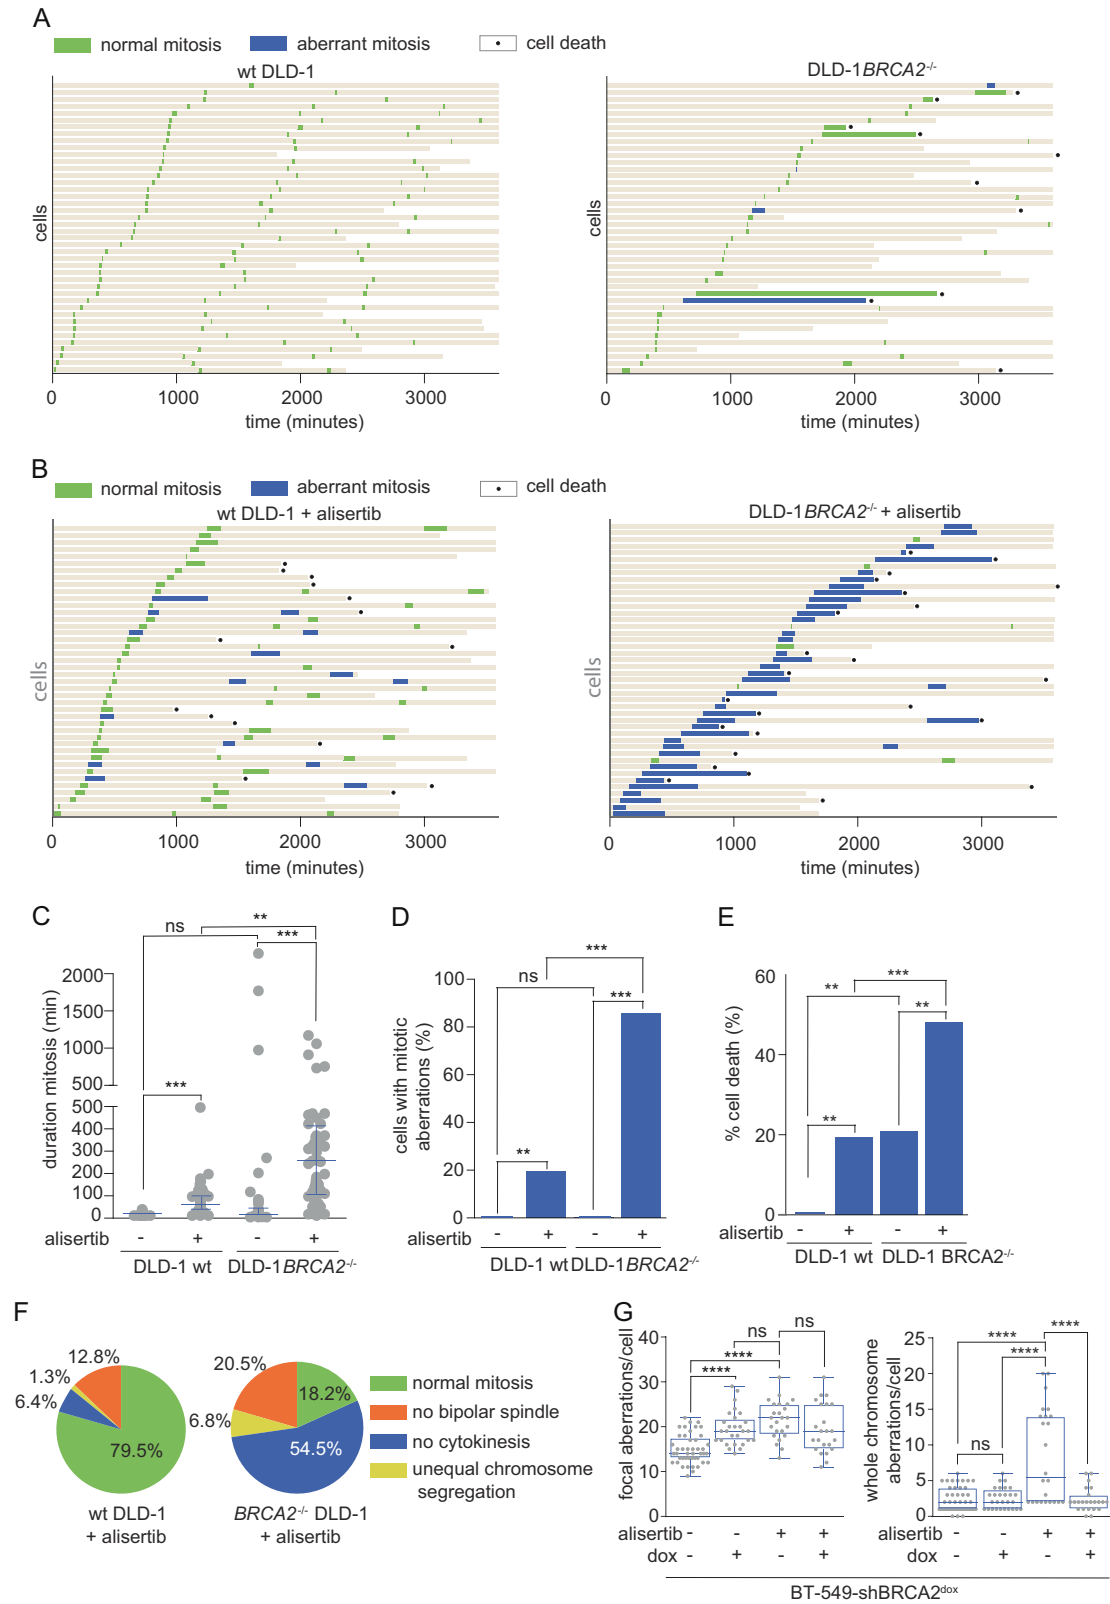 A
normal mitosis aberrant mitosis cell death
wt DLD-1
DLD-1BRCA2-/-
cells
cells
0 1000 2000 3000
0 1000 2000 3000
time (minutes)
time (minutes)
B
normal mitosis aberrant mitosis cell death
wt DLD-1 + alisertib
DLD-1BRCA2-/- + alisertib
cells
cells
0 1000 2000 3000
0 1000 2000 3000
time (minutes)
time (minutes)
C
duration mitosis (min)
2000
1500
1000
500
500
400
300
200
100
0
ns
**
***
***
alisertib - + - +
DLD-1 wt DLD-1BRCA2-/-
D
cells with mitotic
aberrations (%)
100
80
60
40
20
0
***
ns
***
**
- + - +
DLD-1 wt DLD-1BRCA2-/-
E
% cell death (%)
60
40
20
0
***
**
**
**
alisertib - + - +
DLD-1 wt DLD-1 BRCA2-/-
F
12.8%
1.3%
6.4%
79.5%
wt DLD-1
+ alisertib
20.5%
18.2%
6.8%
54.5%
BRCA2-/- DLD-1
+ alisertib
normal mitosis
no bipolar spindle
no cytokinesis
unequal chromosome
segregation
G
focal aberrations/cell
40
30
20
10
0
ns
ns
****
****
alisertib - - + +
dox - + - +
whole chromosome
aberrations/cell
25
20
15
10
5
0
****
****
****
ns
alisertib - - + +
dox - + - +
BT-549-shBRCA2dox